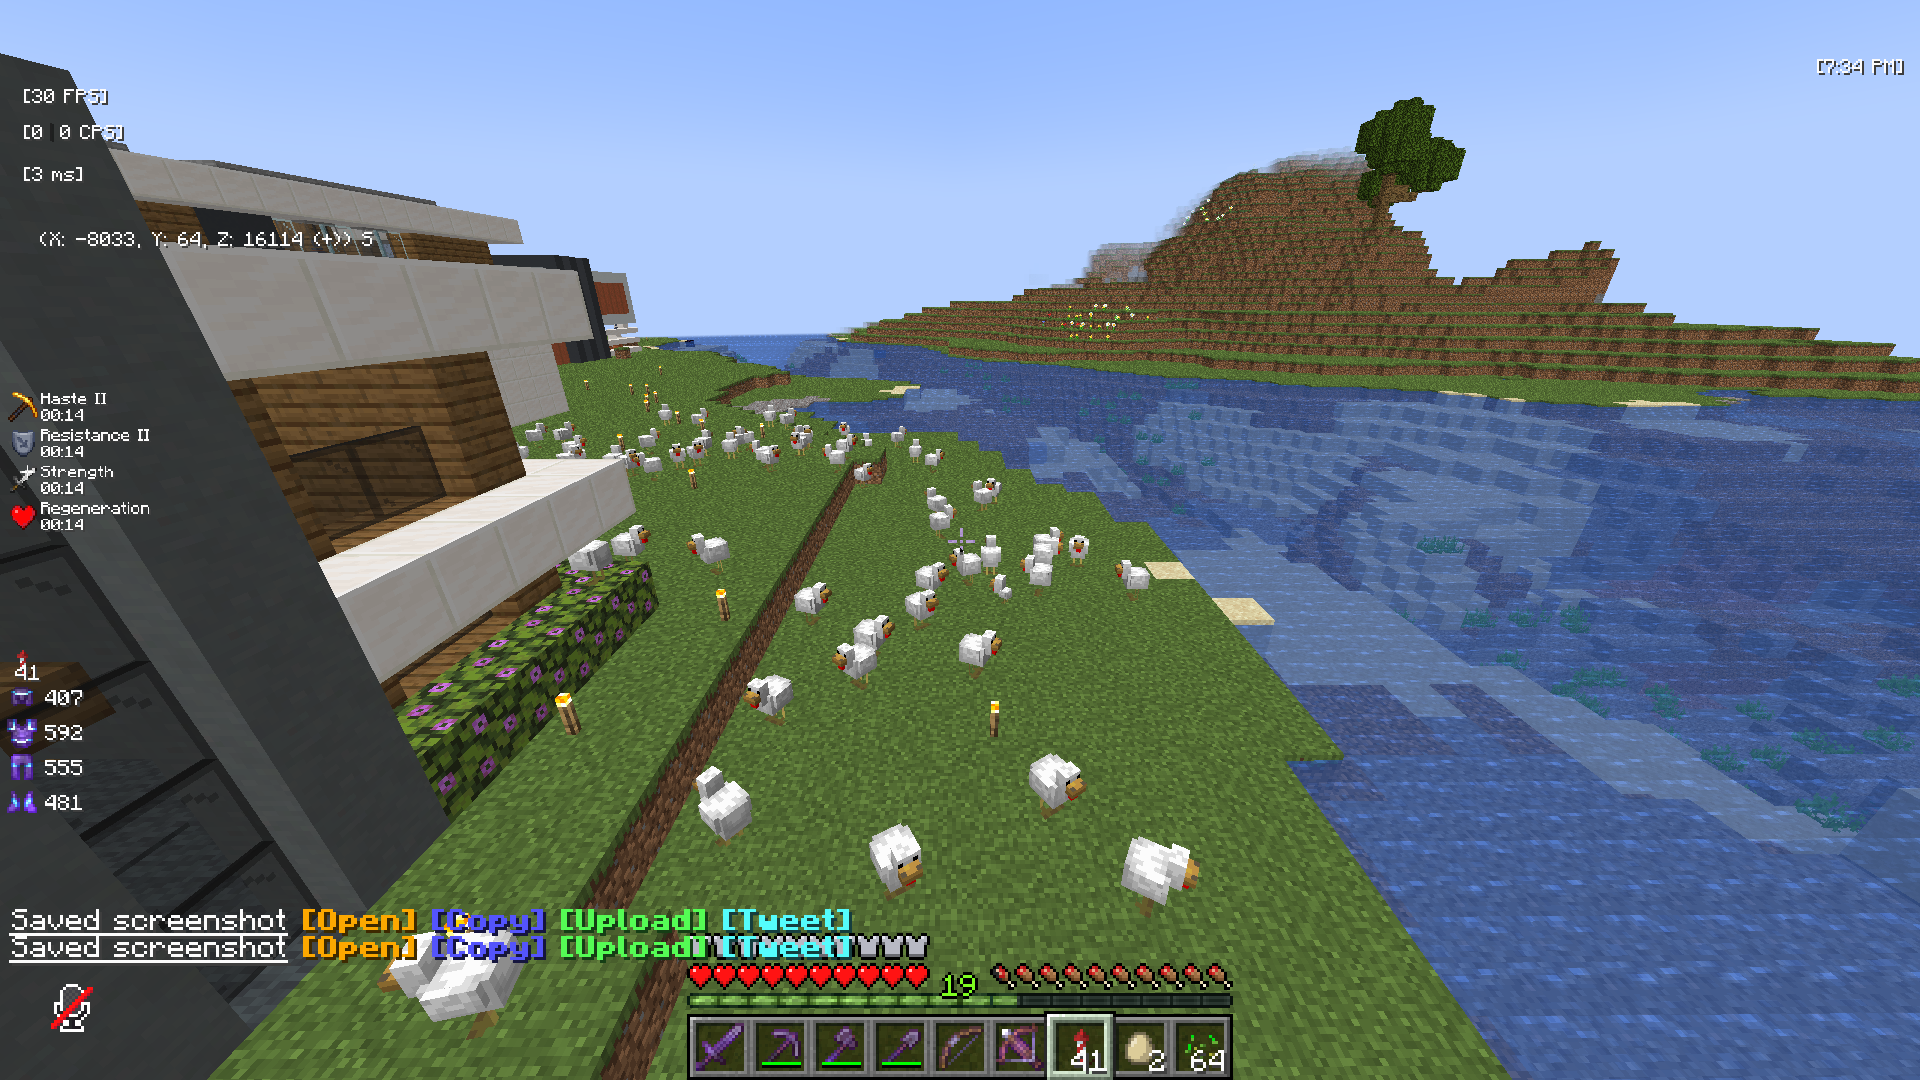 [30 FPS]
[7:34 PM]
[0 | 0 CPS]
[3 ms]
(X: -8033, Y: 64, Z: 16114 (+)) 5
Haste II
00:14
Resistance II
00:14
Strength
00:14
Regeneration
00:14
41
407
592
555
481
Saved screenshot [Open] [Copy] [Upload] [Tweet]
Saved screenshot [Open] [Copy] [Upload] [Tweet]
19
41 2 64